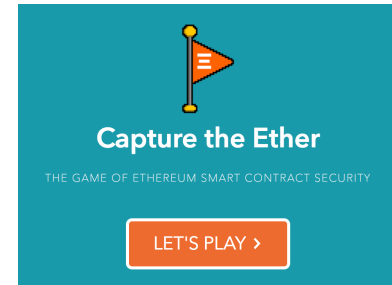 Capture the Ether
THE GAME OF ETHEREUM SMART CONTRACT SECURITY
LET'S PLAY >